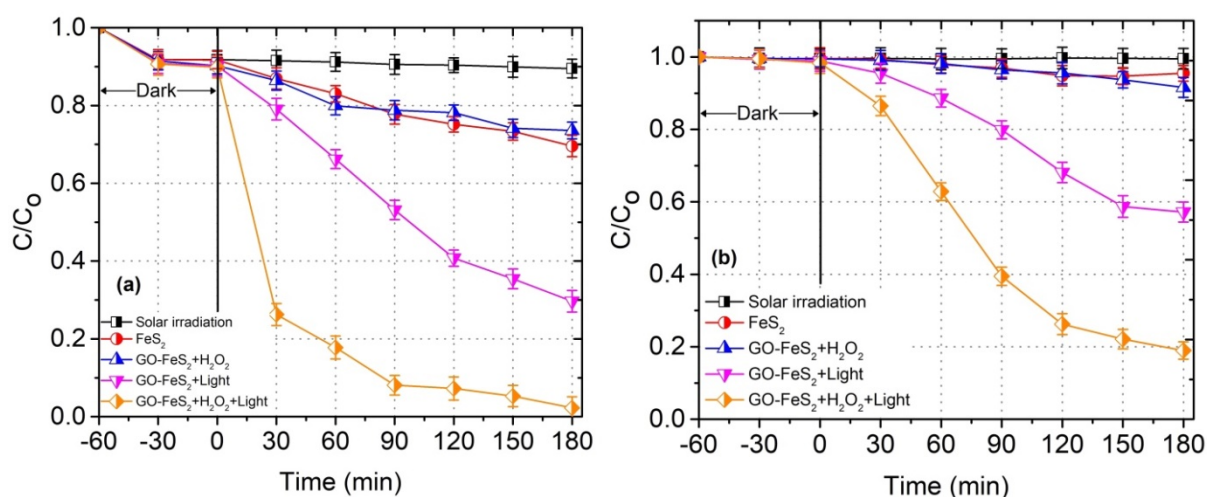 1.0
0.8
0.6
0.4
0.2
0.0
C/C₀
Dark
(a)
Solar irradiation
FeS₂
GO-FeS₂+H₂O₂
GO-FeS₂+Light
GO-FeS₂+H₂O₂+Light
-60 -30 0 30 60 90 120 150 180
Time (min)
1.0
0.8
0.6
0.4
0.2
0.0
C/C₀
Dark
(b)
Solar irradiation
FeS₂
GO-FeS₂+H₂O₂
GO-FeS₂+Light
GO-FeS₂+H₂O₂+Light
-60 -30 0 30 60 90 120 150 180
Time (min)